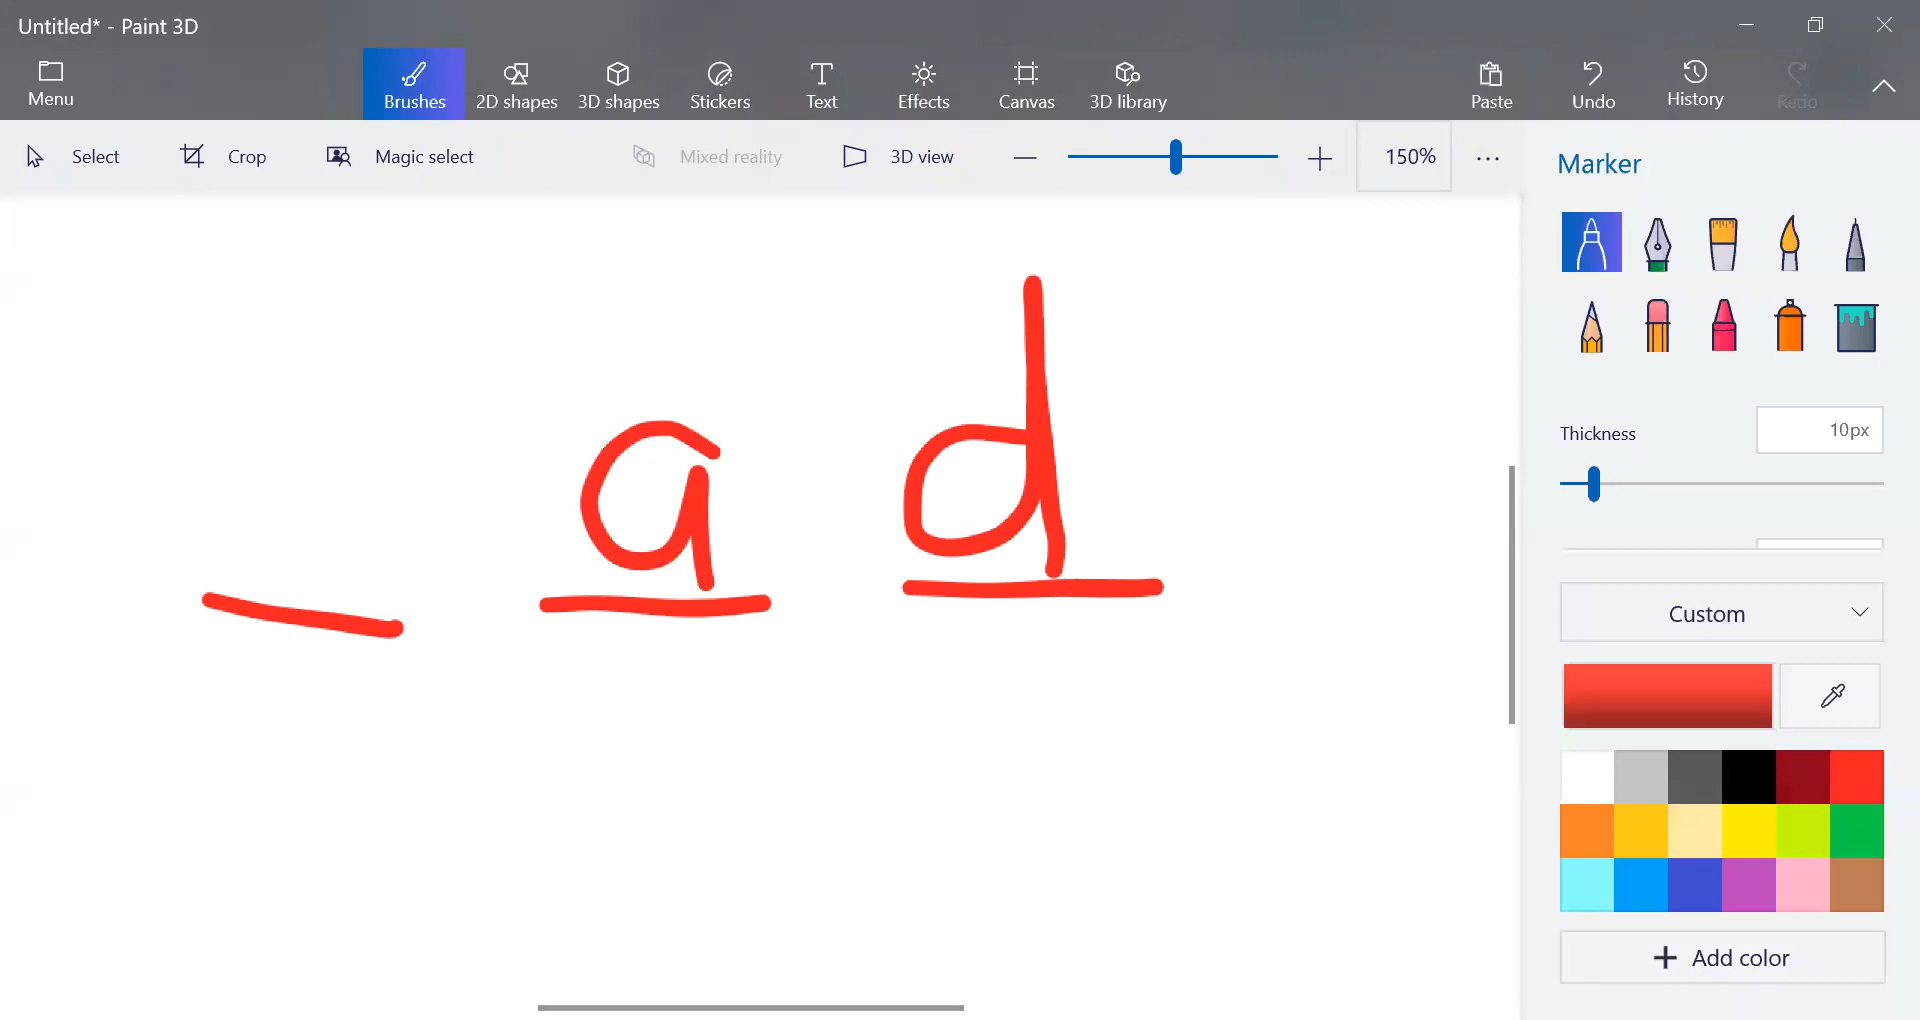 Untitled* - Paint 3D
Menu Brushes 2D shapes 3D shapes Stickers Text Effects Canvas 3D library Paste Undo History Redo
Select Crop Magic select Mixed reality 3D view 150% ...
Marker
Thickness 10px
Custom
Add color
_ a d